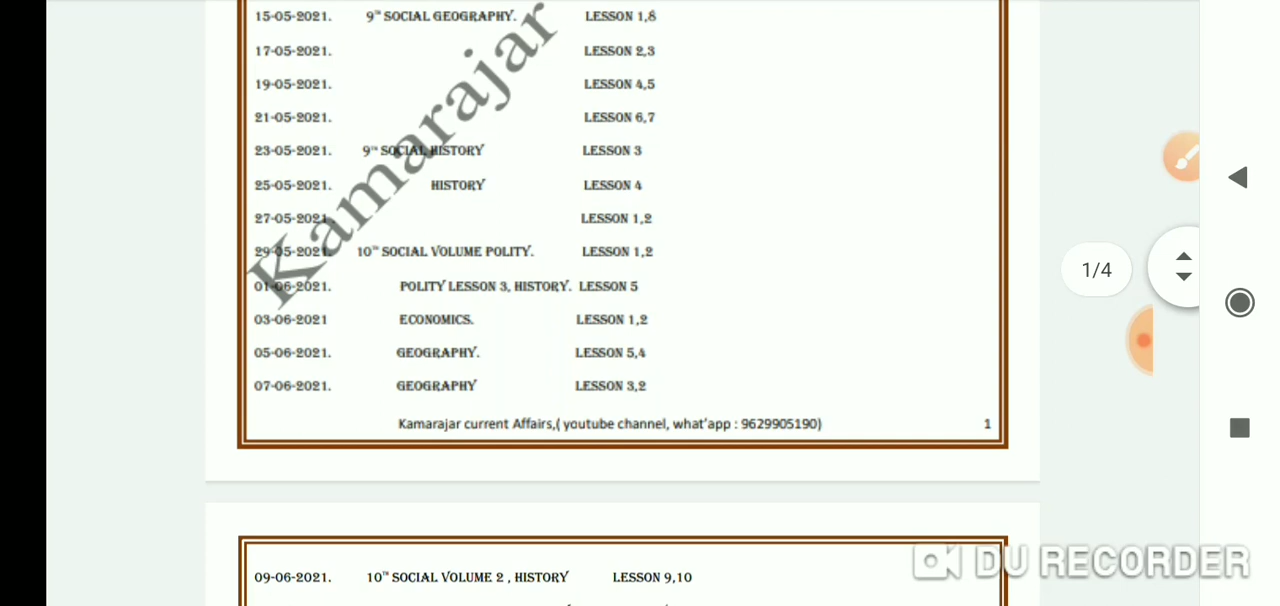 15-05-2021. 9TH SOCIAL GEOGRAPHY. LESSON 1,8
17-05-2021. LESSON 2,3
19-05-2021. LESSON 4,5
21-05-2021. LESSON 6,7
23-05-2021. 9TH SOCIAL HISTORY LESSON 3
25-05-2021. HISTORY LESSON 4
27-05-2021. LESSON 1,2
29-05-2021. 10TH SOCIAL VOLUME POLITY. LESSON 1,2
01-06-2021. POLITY LESSON 3, HISTORY. LESSON 5
03-06-2021 ECONOMICS. LESSON 1,2
05-06-2021. GEOGRAPHY. LESSON 5,4
07-06-2021. GEOGRAPHY LESSON 3,2
Kamarajar
Kamarajar current Affairs,( youtube channel, what'app : 9629905190) 1
1/4
09-06-2021. 10TH SOCIAL VOLUME 2 , HISTORY LESSON 9,10
DU RECORDER